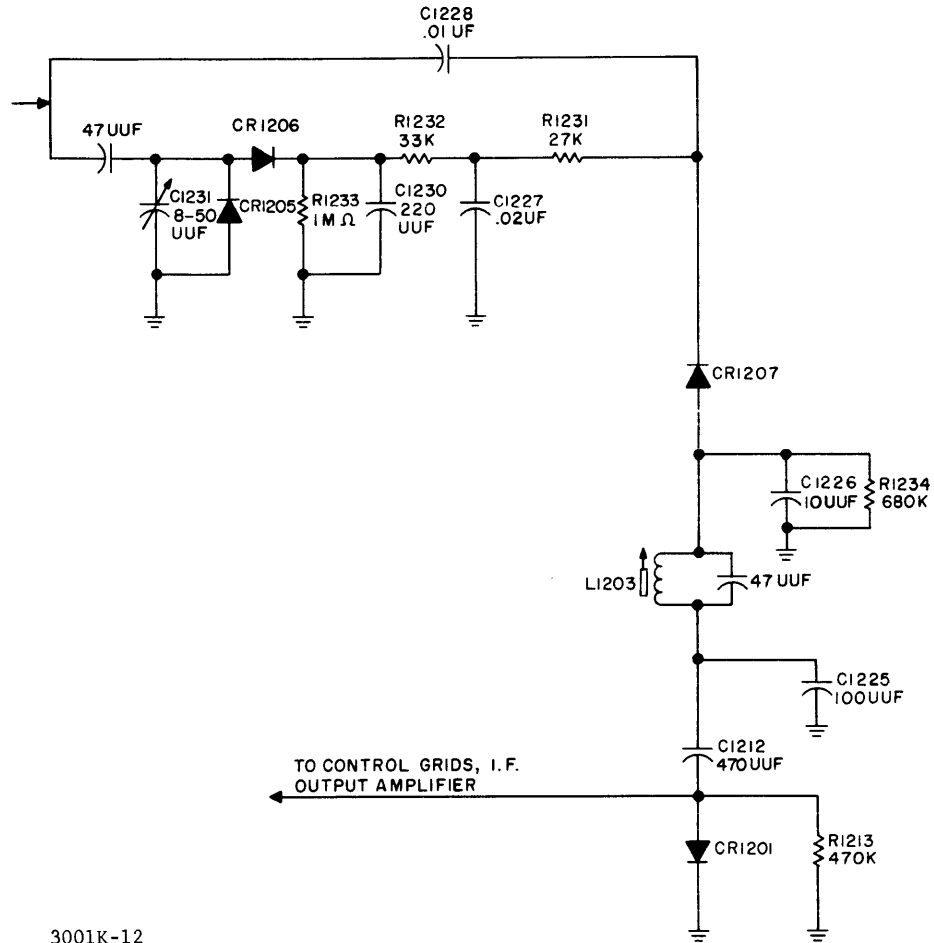 C1228
.01 UF
47 UUF
CR1206
R1232
33K
R1231
27K
C1231
8-50
UUF
CR1205
R1233
1M Ω
C1230
220
UUF
C1227
.02UF
CR1207
C1226
10UUF
R1234
680K
L1203
47 UUF
C1225
100UUF
C1212
470UUF
TO CONTROL GRIDS, I.F.
OUTPUT AMPLIFIER
CR1201
R1213
470K
3001K-12